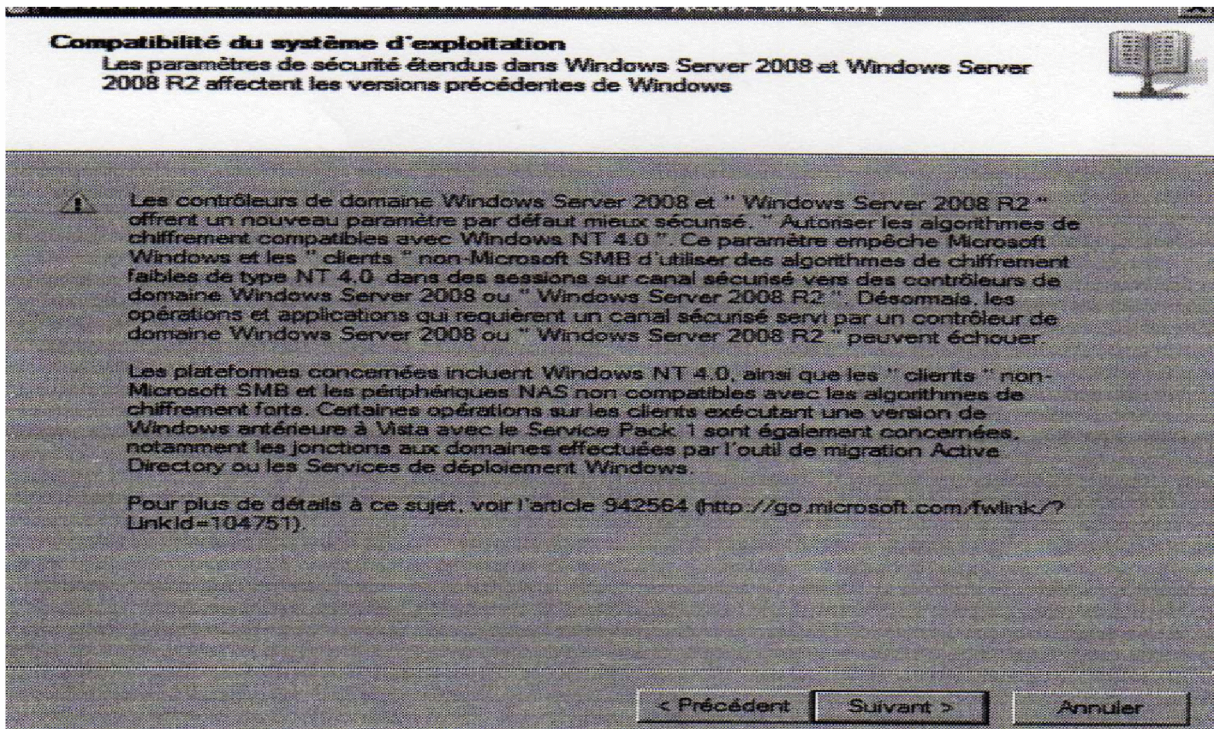 Installation des services de domaine Active Directory
Compatibilité du système d'exploitation
Les paramètres de sécurité étendus dans Windows Server 2008 et Windows Server
2008 R2 affectent les versions précédentes de Windows
Les contrôleurs de domaine Windows Server 2008 et " Windows Server 2008 R2 "
offrent un nouveau paramètre par défaut mieux sécurisé. " Autoriser les algorithmes de
chiffrement compatibles avec Windows NT 4.0 ". Ce paramètre empêche Microsoft
Windows et les " clients " non-Microsoft SMB d'utiliser des algorithmes de chiffrement
faibles de type NT 4.0 dans des sessions sur canal sécurisé vers des contrôleurs de
domaine Windows Server 2008 ou " Windows Server 2008 R2 ". Désormais, les
opérations et applications qui requièrent un canal sécurisé servi par un contrôleur de
domaine Windows Server 2008 ou " Windows Server 2008 R2 " peuvent échouer.
Les plateformes concernées incluent Windows NT 4.0, ainsi que les " clients " non-
Microsoft SMB et les périphériques NAS non compatibles avec les algorithmes de
chiffrement forts. Certaines opérations sur les clients exécutant une version de
Windows antérieure à Vista avec le Service Pack 1 sont également concernées,
notamment les jonctions aux domaines effectuées par l'outil de migration Active
Directory ou les Services de déploiement Windows.
Pour plus de détails à ce sujet, voir l'article 942564 (http://go.microsoft.com/fwlink/?
LinkId=104751).
< Précédent
Suivant >
Annuler